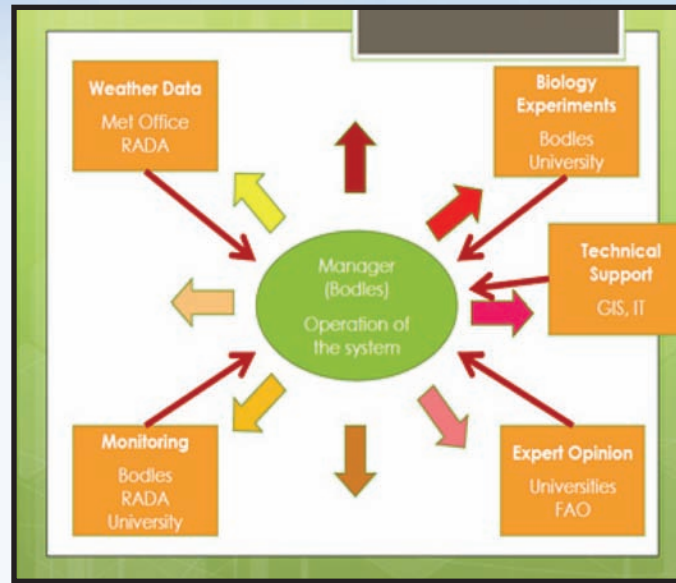 Weather Data
Met Office
RADA
Biology
Experiments
Bodles
University
Manager
(Bodles)
Operation of
the system
Technical
Support
GIS, IT
Monitoring
Bodles
RADA
University
Expert Opinion
Universities
FAO